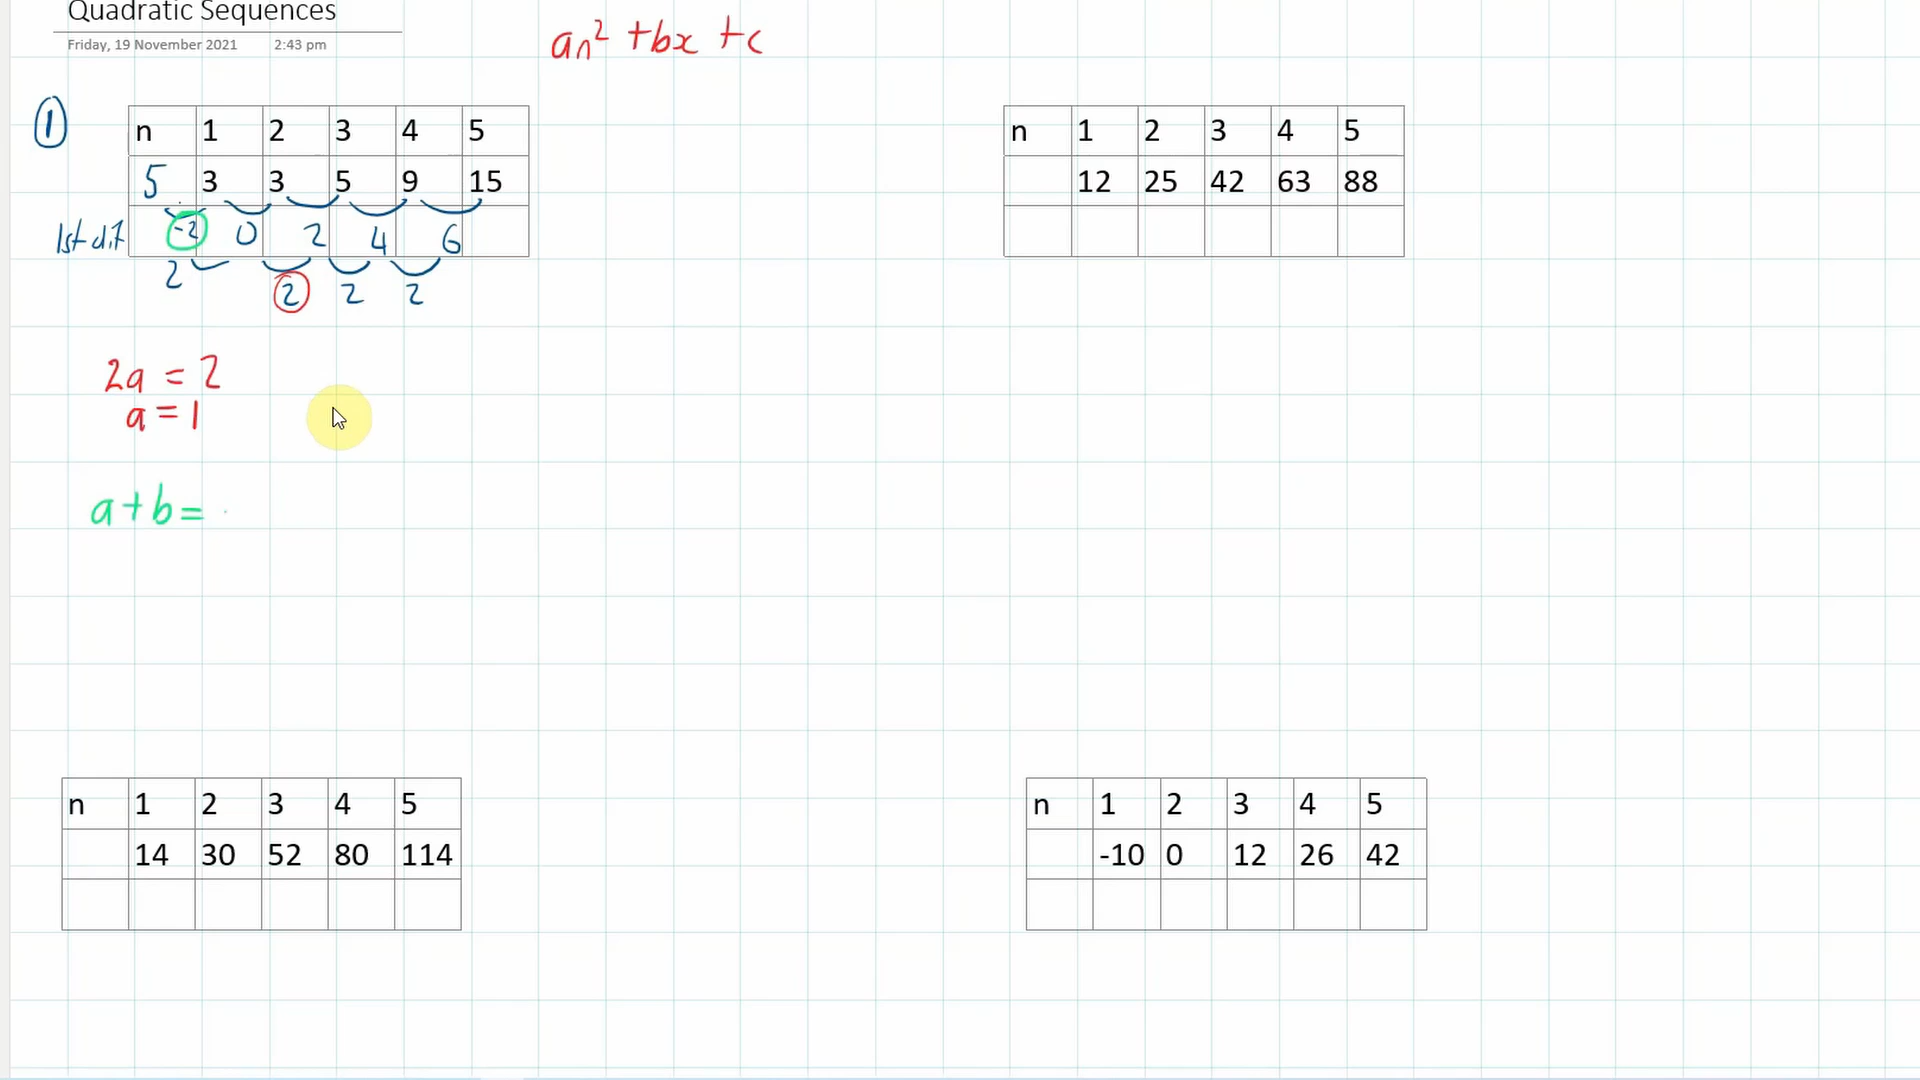 Quadratic Sequences
Friday, 19 November 2021 2:43 pm
an² +bx +c
1
n 1 2 3 4 5
5 3 3 5 9 15
1st dif -2 0 2 4 6
2 2 2 2
2a = 2
a = 1
a + b =
n 1 2 3 4 5
12 25 42 63 88
n 1 2 3 4 5
14 30 52 80 114
n 1 2 3 4 5
-10 0 12 26 42